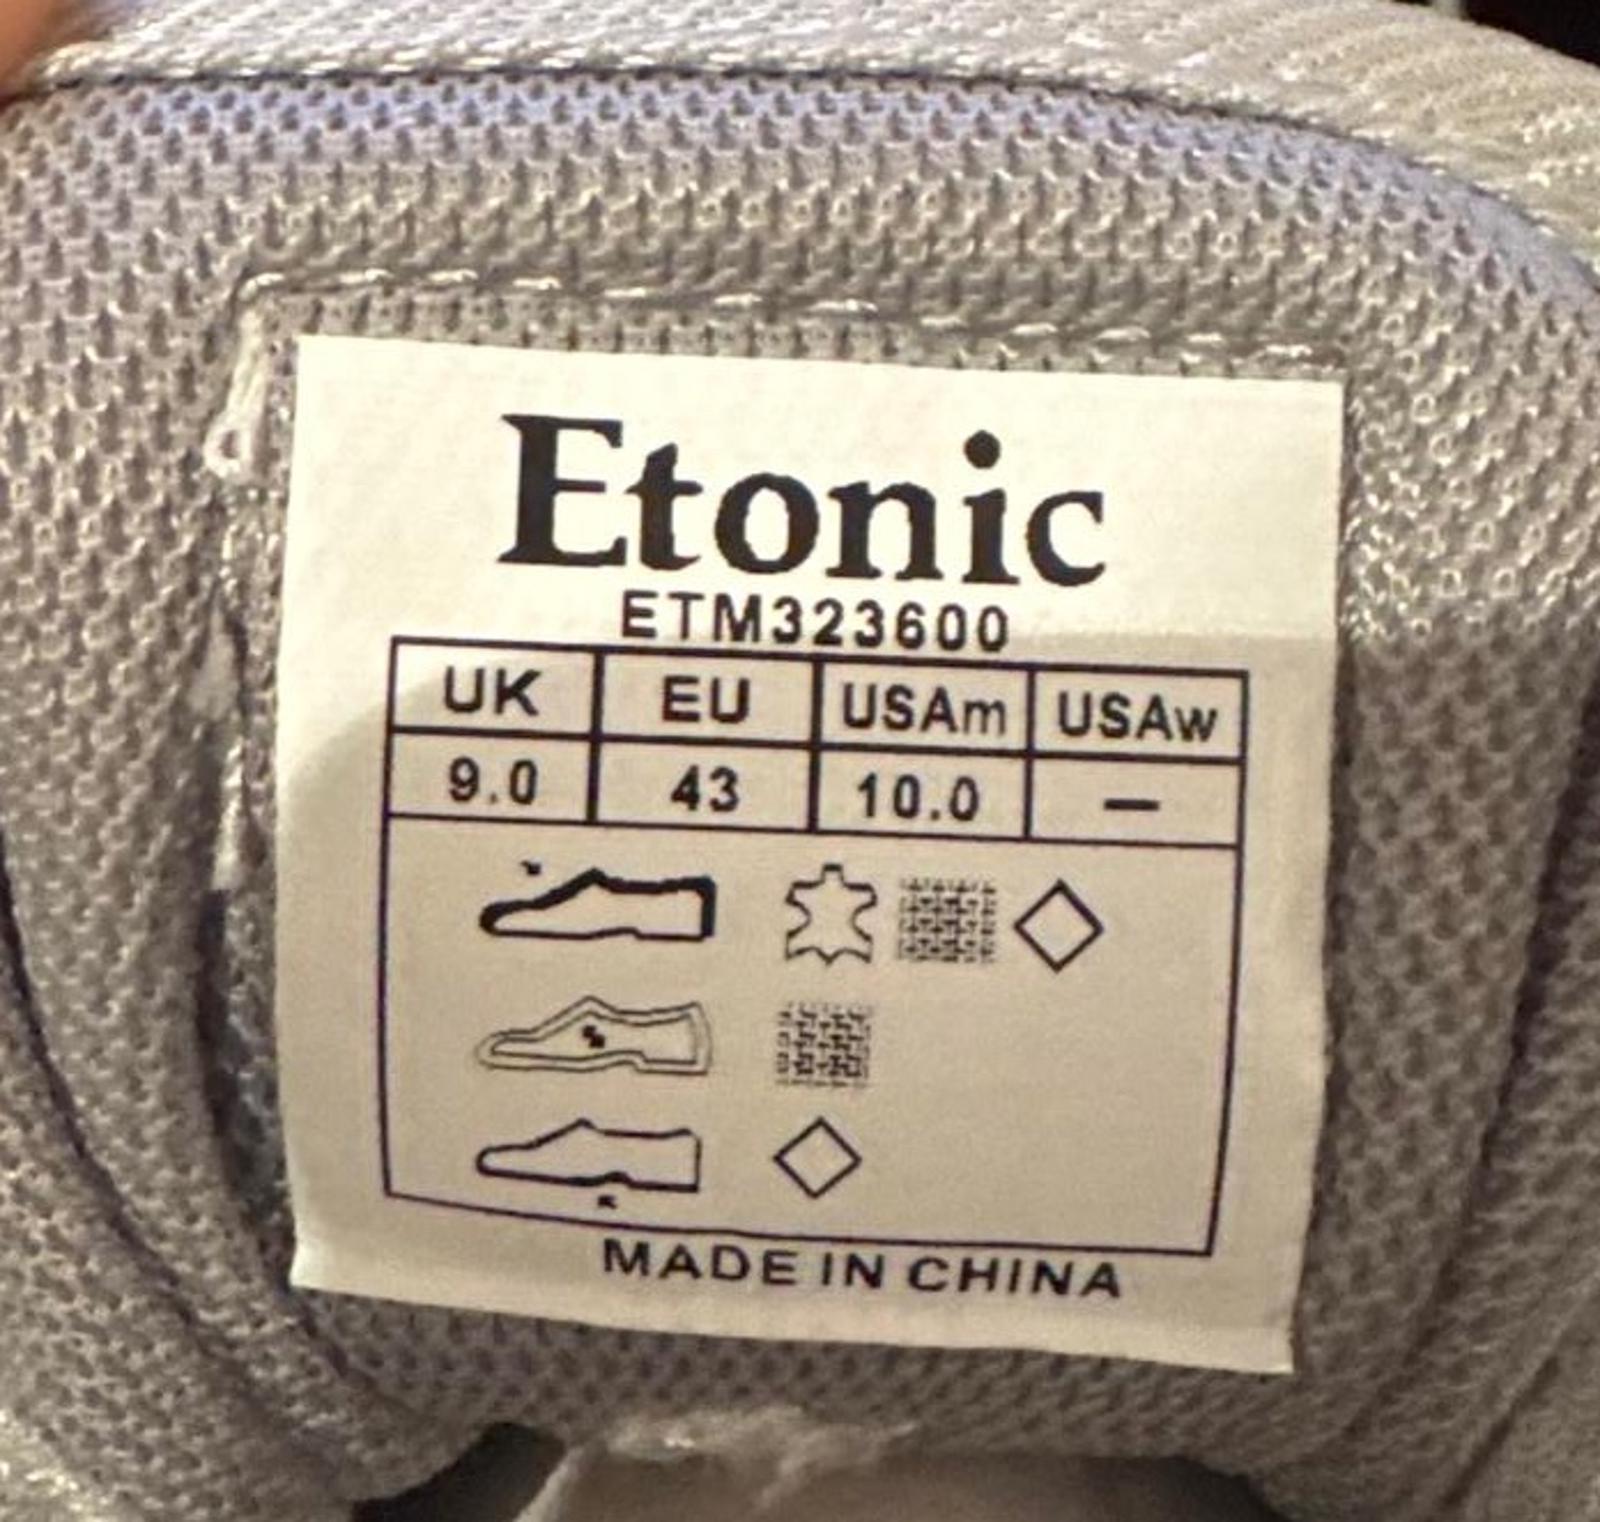 Etonic
ETM323600
UK EU USAm USAw
9.0 43 10.0 —
MADE IN CHINA